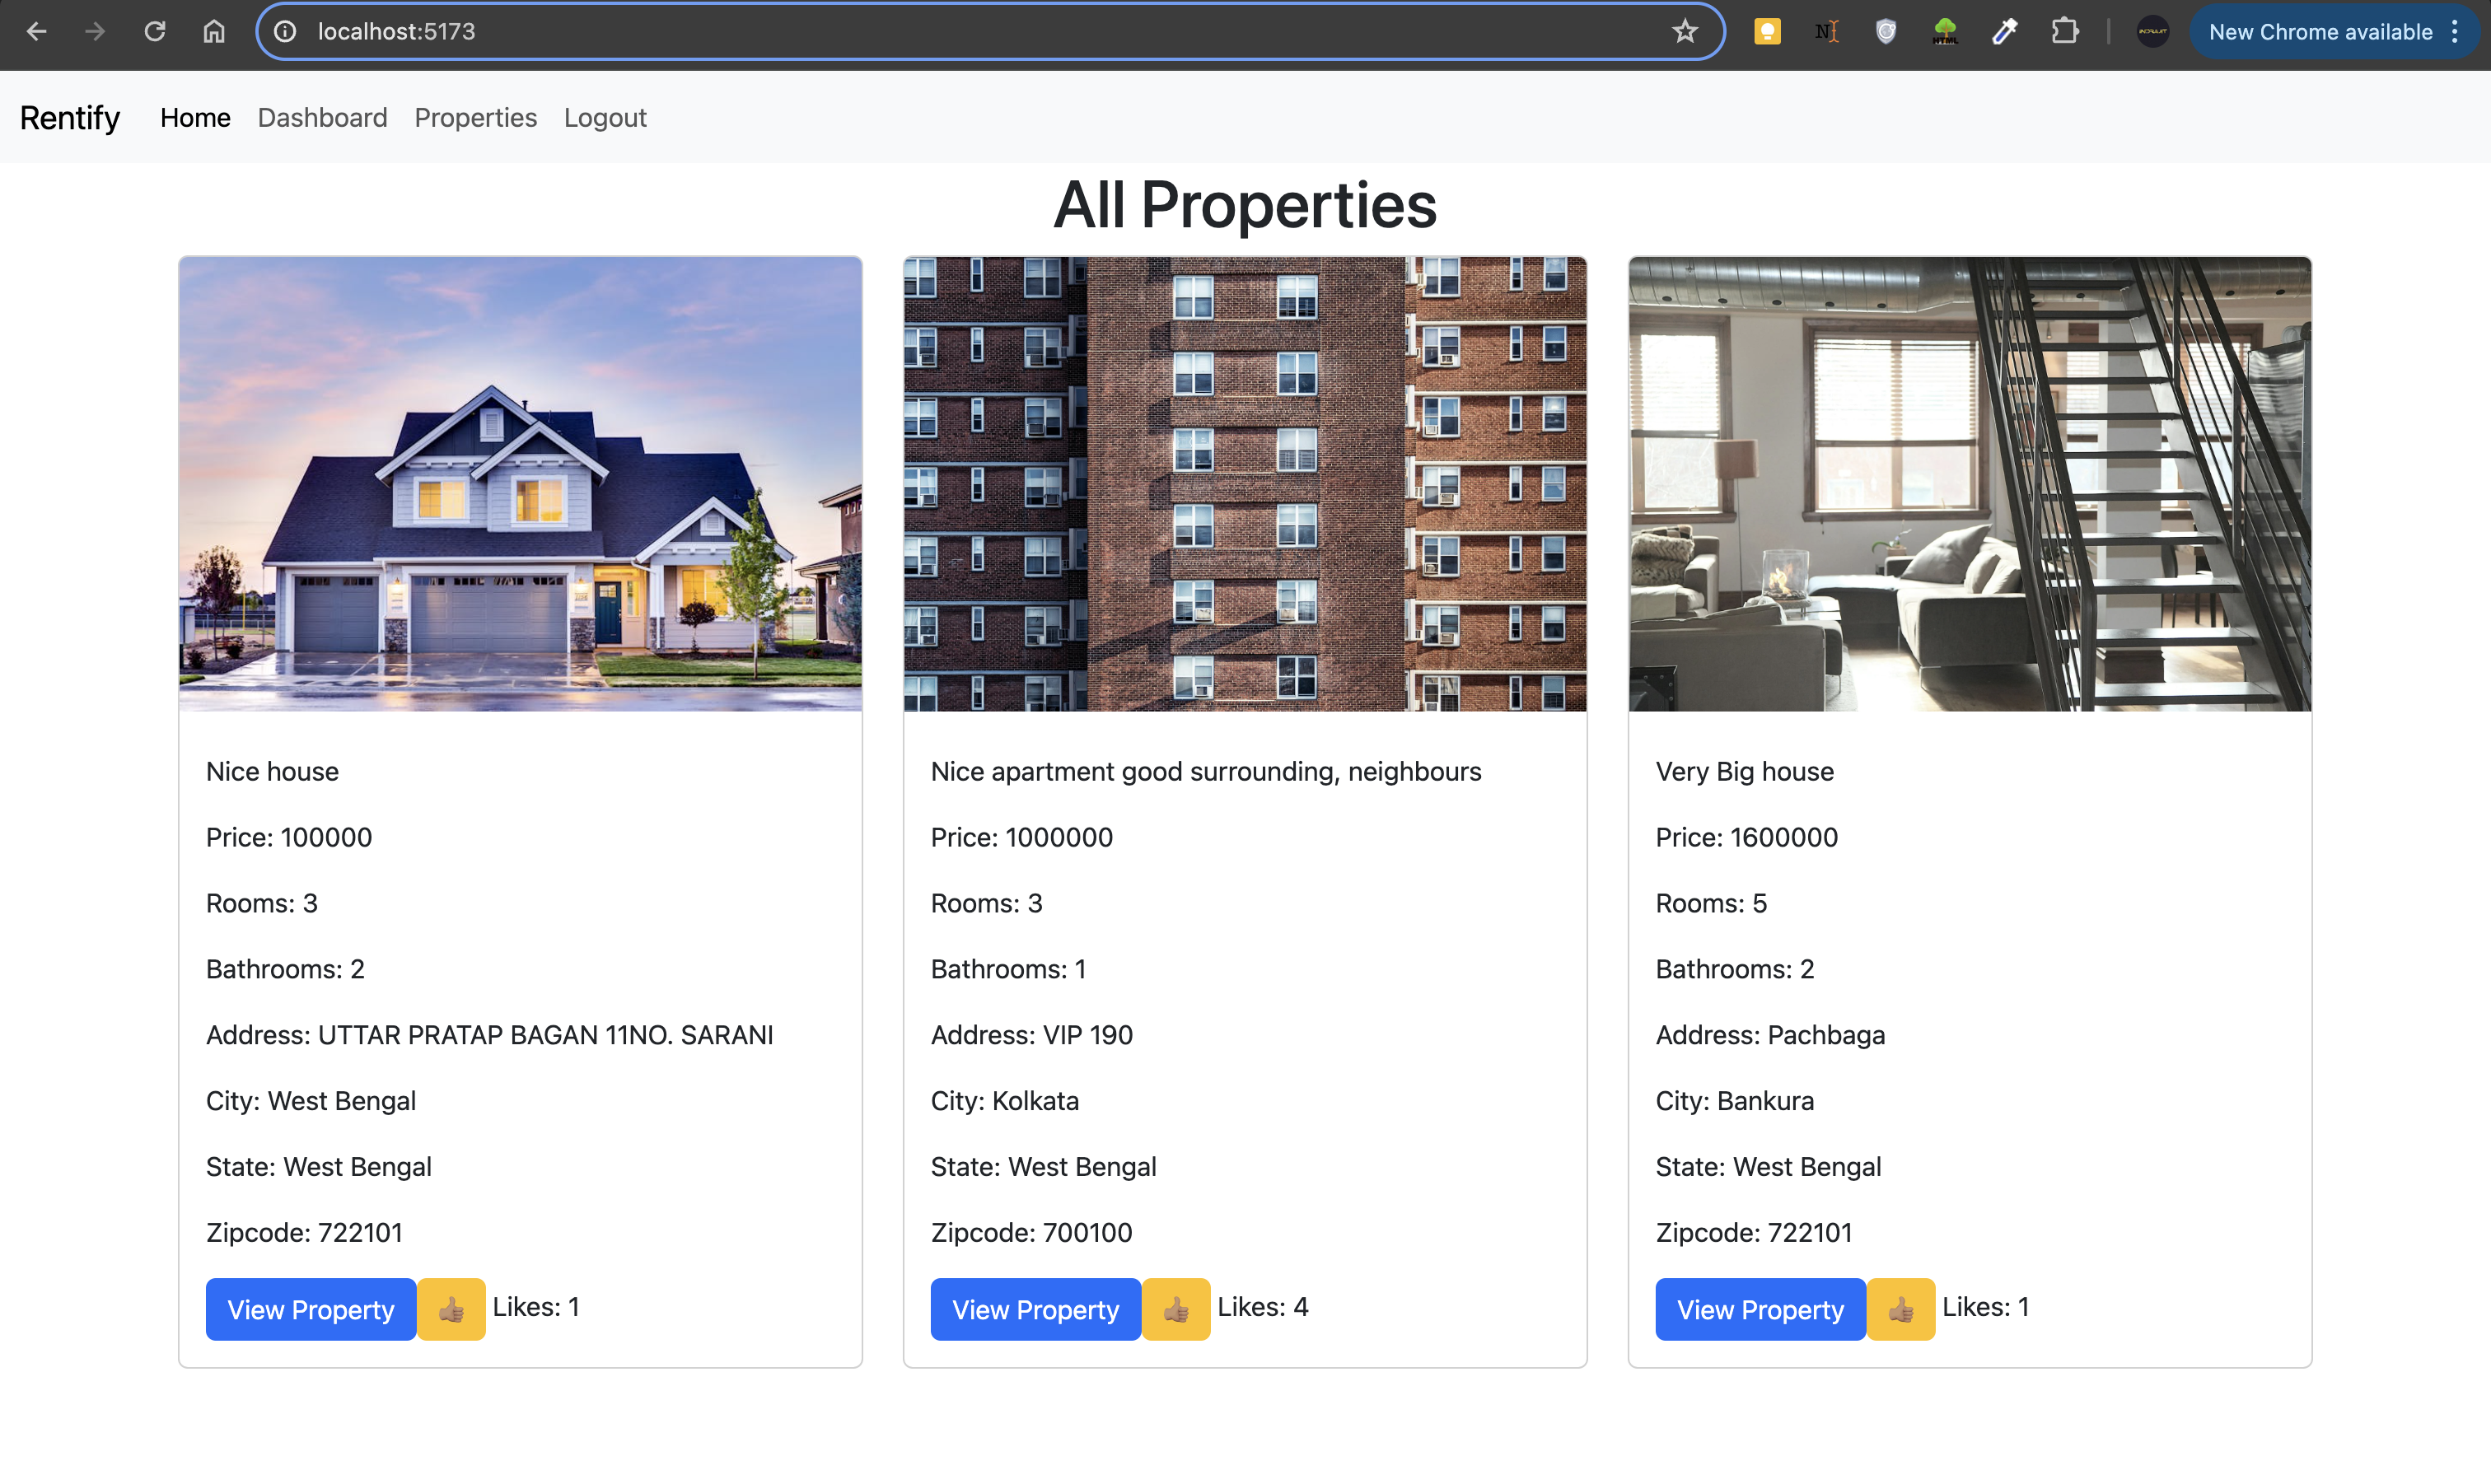 localhost:5173
New Chrome available
Rentify Home Dashboard Properties Logout
All Properties
Nice house
Price: 100000
Rooms: 3
Bathrooms: 2
Address: UTTAR PRATAP BAGAN 11NO. SARANI
City: West Bengal
State: West Bengal
Zipcode: 722101
View Property Likes: 1
Nice apartment good surrounding, neighbours
Price: 1000000
Rooms: 3
Bathrooms: 1
Address: VIP 190
City: Kolkata
State: West Bengal
Zipcode: 700100
View Property Likes: 4
Very Big house
Price: 1600000
Rooms: 5
Bathrooms: 2
Address: Pachbaga
City: Bankura
State: West Bengal
Zipcode: 722101
View Property Likes: 1